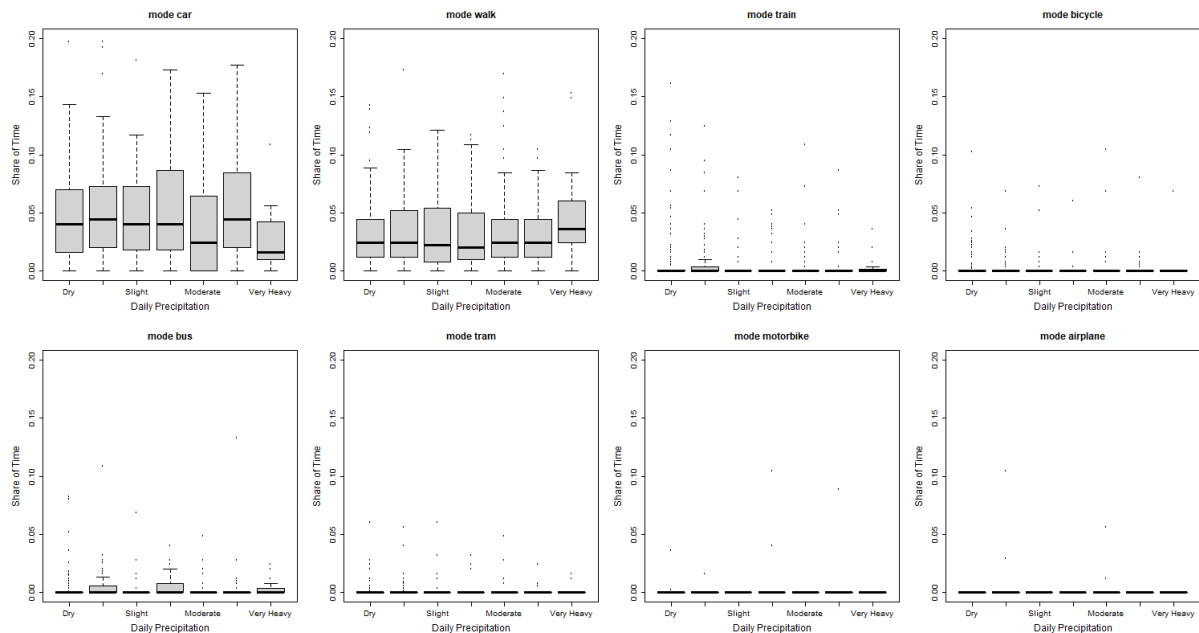 mode car
Share of Time
0.00 0.05 0.10 0.15 0.20
Dry Slight Moderate Very Heavy
Daily Precipitation
mode walk
Share of Time
0.00 0.05 0.10 0.15 0.20
Dry Slight Moderate Very Heavy
Daily Precipitation
mode train
Share of Time
0.00 0.05 0.10 0.15 0.20
Dry Slight Moderate Very Heavy
Daily Precipitation
mode bicycle
Share of Time
0.00 0.05 0.10 0.15 0.20
Dry Slight Moderate Very Heavy
Daily Precipitation
mode bus
Share of Time
0.00 0.05 0.10 0.15 0.20
Dry Slight Moderate Very Heavy
Daily Precipitation
mode tram
Share of Time
0.00 0.05 0.10 0.15 0.20
Dry Slight Moderate Very Heavy
Daily Precipitation
mode motorbike
Share of Time
0.00 0.05 0.10 0.15 0.20
Dry Slight Moderate Very Heavy
Daily Precipitation
mode airplane
Share of Time
0.00 0.05 0.10 0.15 0.20
Dry Slight Moderate Very Heavy
Daily Precipitation